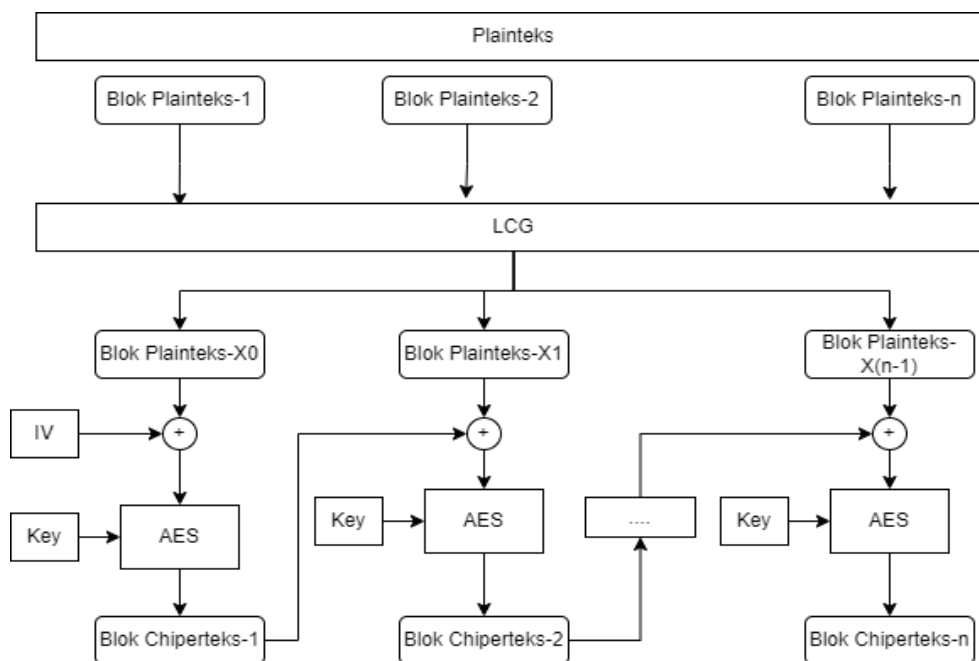 Plainteks
Blok Plainteks-1
Blok Plainteks-2
Blok Plainteks-n
LCG
Blok Plainteks-X0
Blok Plainteks-X1
Blok Plainteks-
X(n-1)
IV
+
+
+
Key
AES
Key
AES
....
Key
AES
Blok Chiperteks-1
Blok Chiperteks-2
Blok Chiperteks-n